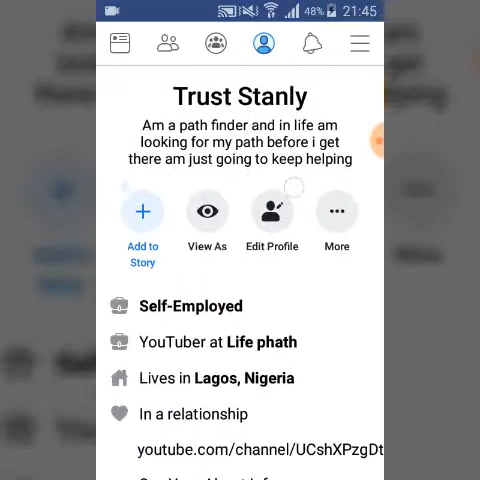 48% 21:45
Trust Stanly
Am a path finder and in life am
looking for my path before i get
there am just going to keep helping
Add to
Story
View As
Edit Profile
More
Self-Employed
YouTuber at Life phath
Lives in Lagos, Nigeria
In a relationship
youtube.com/channel/UCshXPzgDt